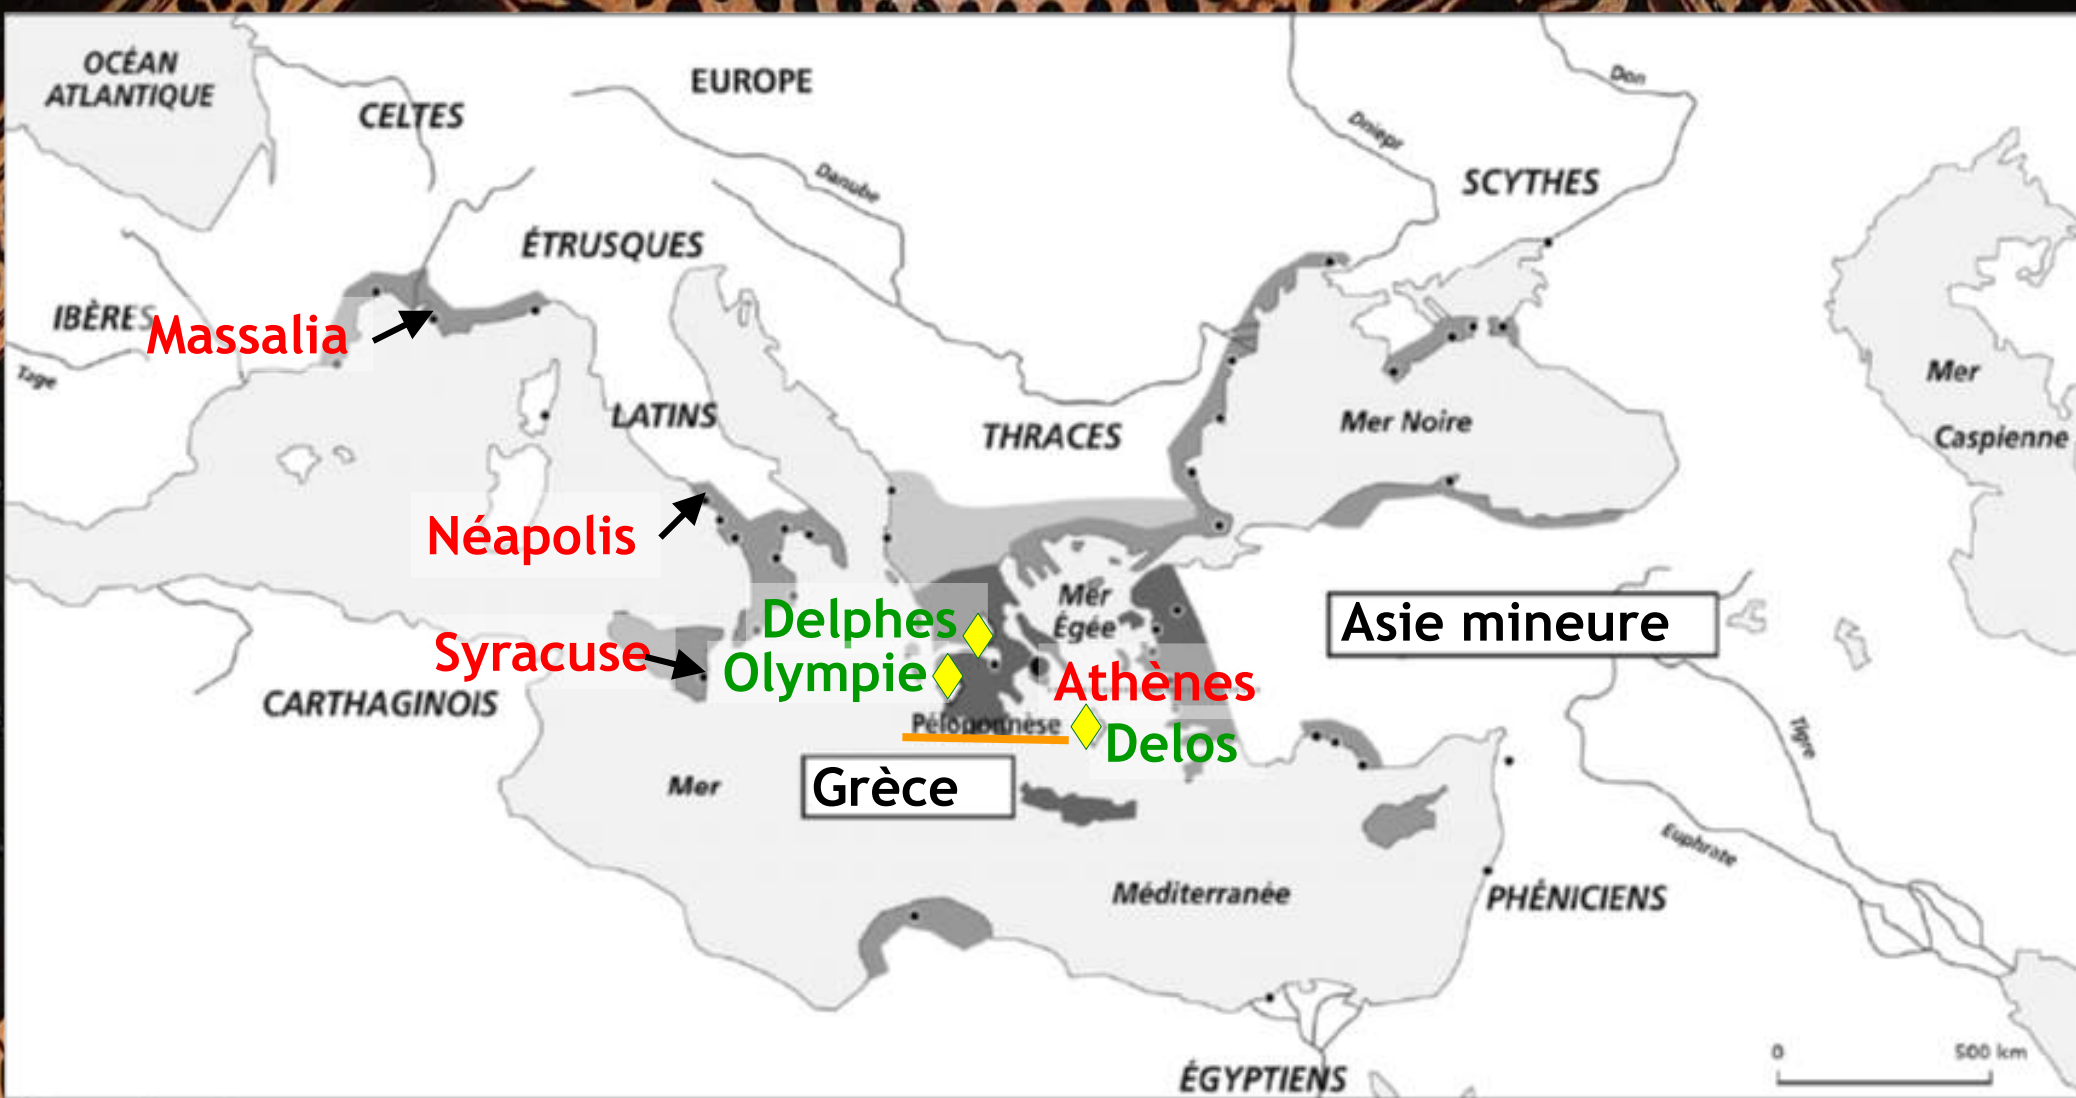 OCÉAN
ATLANTIQUE
CELTES
EUROPE
Don
Dniepr
SCYTHES
Danube
ÉTRUSQUES
IBÈRES
Massalia
Tage
LATINS
THRACES
Mer Noire
Mer
Caspienne
Néapolis
Mer
Égée
Asie mineure
Delphes
Syracuse
Olympie
Athènes
CARTHAGINOIS
Péloponnèse
Delos
Tigre
Mer
Grèce
Euphrate
Méditerranée
PHÉNICIENS
0 500 km
ÉGYPTIENS